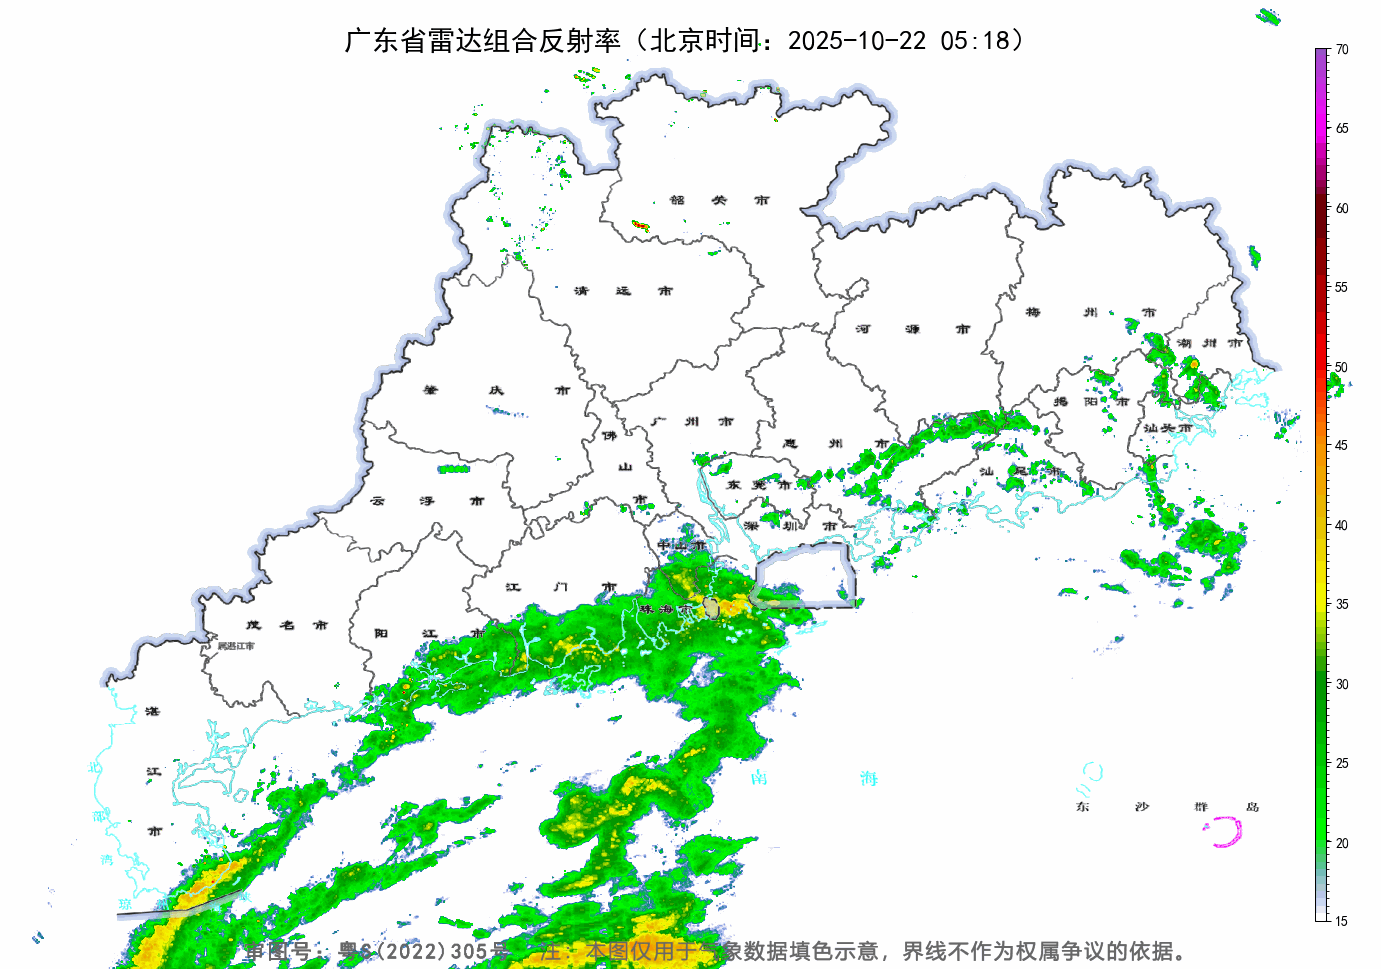 广东省雷达组合反射率（北京时间：2025-10-22 05:18）
70
65
60
55
50
45
40
35
30
25
20
15
韶关市
清远市
河源市
梅州市
潮州市
肇庆市
广州市
佛山市
惠州市
揭阳市
汕头市
汕尾市
东莞市
云浮市
深圳市
中山市
江门市
珠海市
茂名市
属湛江市
阳江市
湛江市
北部湾
琼
南海
东沙群岛
审图号：粤S(2022)305号 注：本图仅用于气象数据填色示意，界线不作为权属争议的依据。